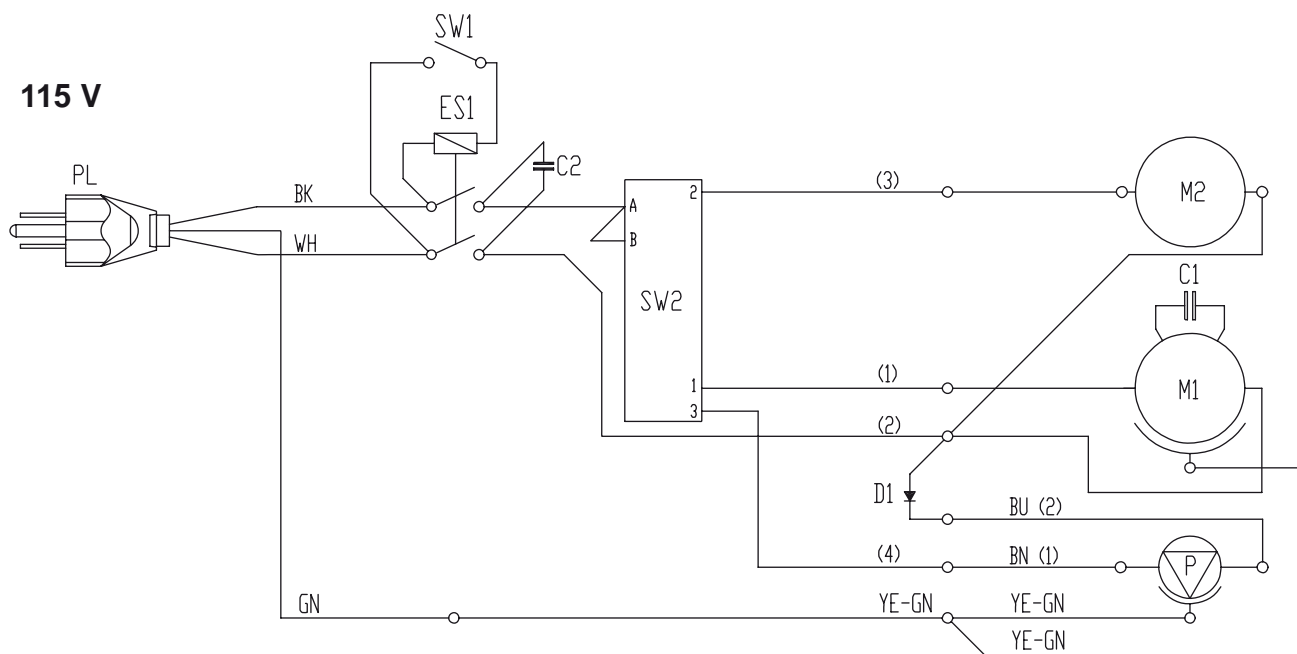 SW1
115 V
ES1
PL
C2
BK
A
2
(3)
M2
B
WH
C1
SW2
1
(1)
M1
3
(2)
D1
BU (2)
(4)
BN (1)
P
GN
YE-GN
YE-GN
YE-GN